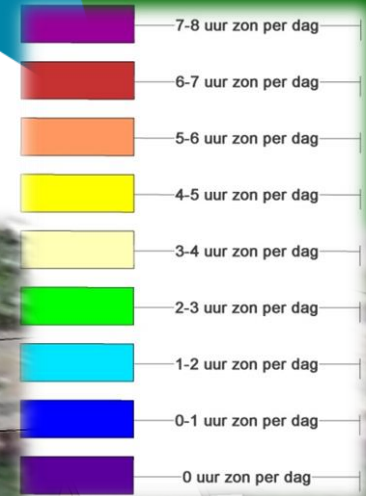 7-8 uur zon per dag
6-7 uur zon per dag
5-6 uur zon per dag
4-5 uur zon per dag
3-4 uur zon per dag
2-3 uur zon per dag
1-2 uur zon per dag
0-1 uur zon per dag
0 uur zon per dag